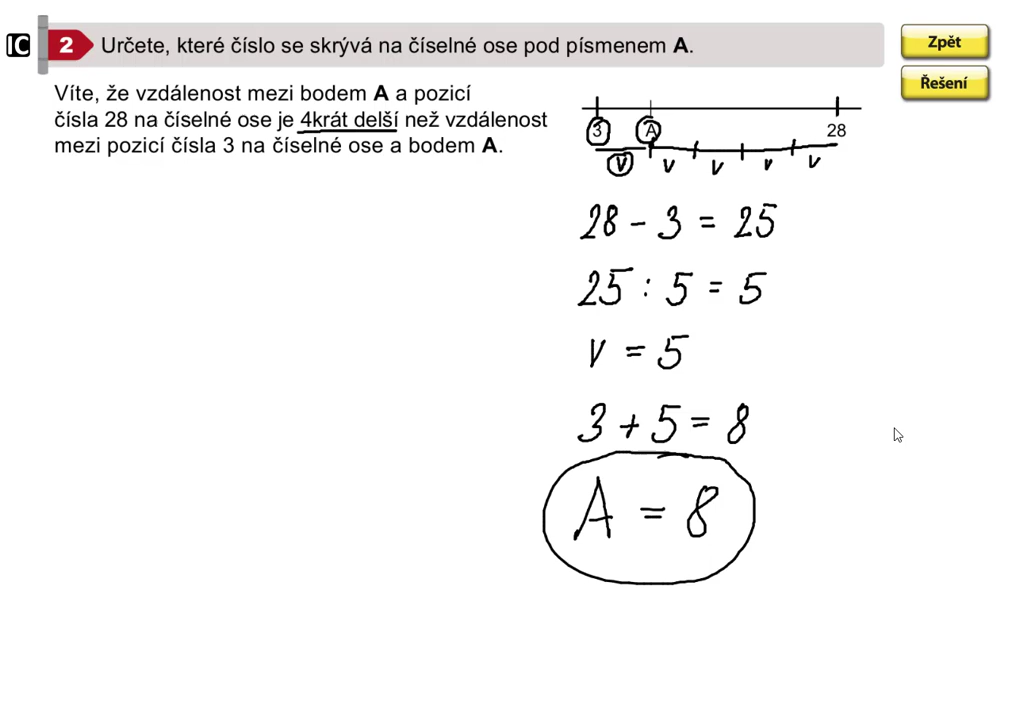 IC 2 Určete, které číslo se skrývá na číselné ose pod písmenem A.
Zpět
Řešení
Víte, že vzdálenost mezi bodem A a pozicí
čísla 28 na číselné ose je 4krát delší než vzdálenost
mezi pozicí čísla 3 na číselné ose a bodem A.
3 A 28
v v v v v
28 - 3 = 25
25 : 5 = 5
v = 5
3 + 5 = 8
A = 8